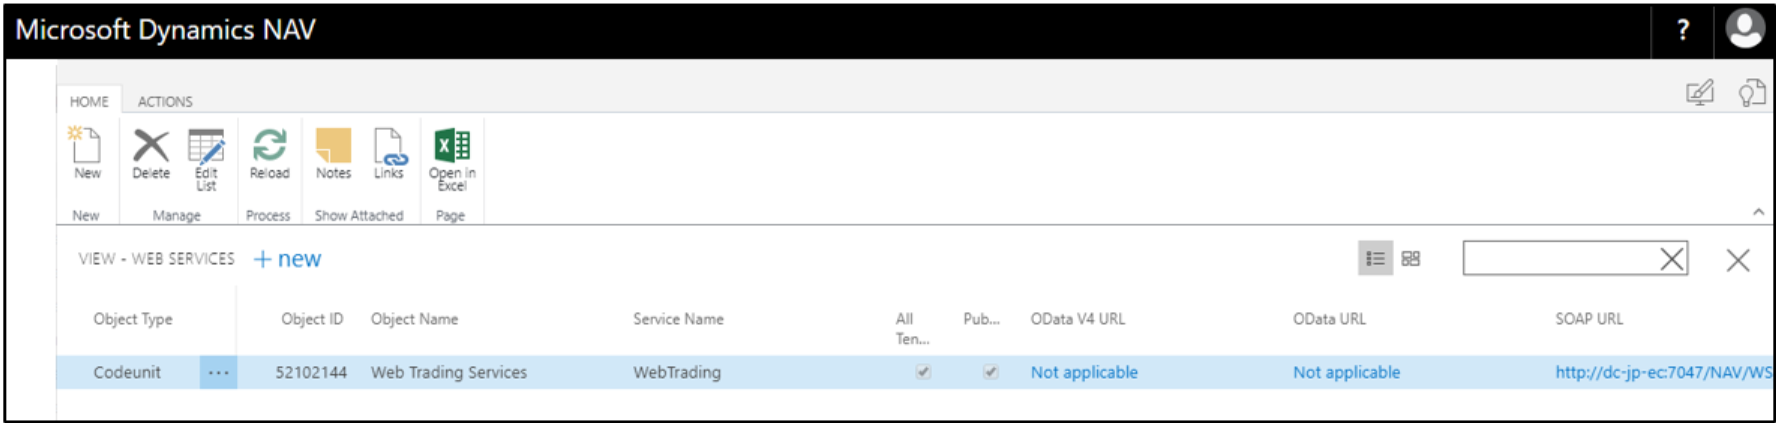 Microsoft Dynamics NAV ?
HOME ACTIONS
New Delete Edit List Reload Notes Links Open in Excel
New Manage Process Show Attached Page
VIEW - WEB SERVICES + new
Object Type Object ID Object Name Service Name All Ten... Pub... OData V4 URL OData URL SOAP URL
Codeunit ... 52102144 Web Trading Services WebTrading Not applicable Not applicable http://dc-jp-ec:7047/NAV/WS